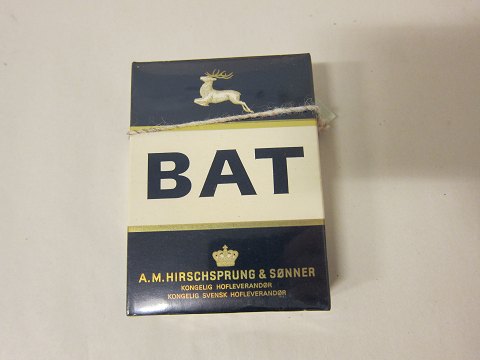 BAT
A.M. HIRSCHSPRUNG & SØNNER
KONGELIG HOFLEVERANDØR
KONGELIG SVENSK HOFLEVERANDØR